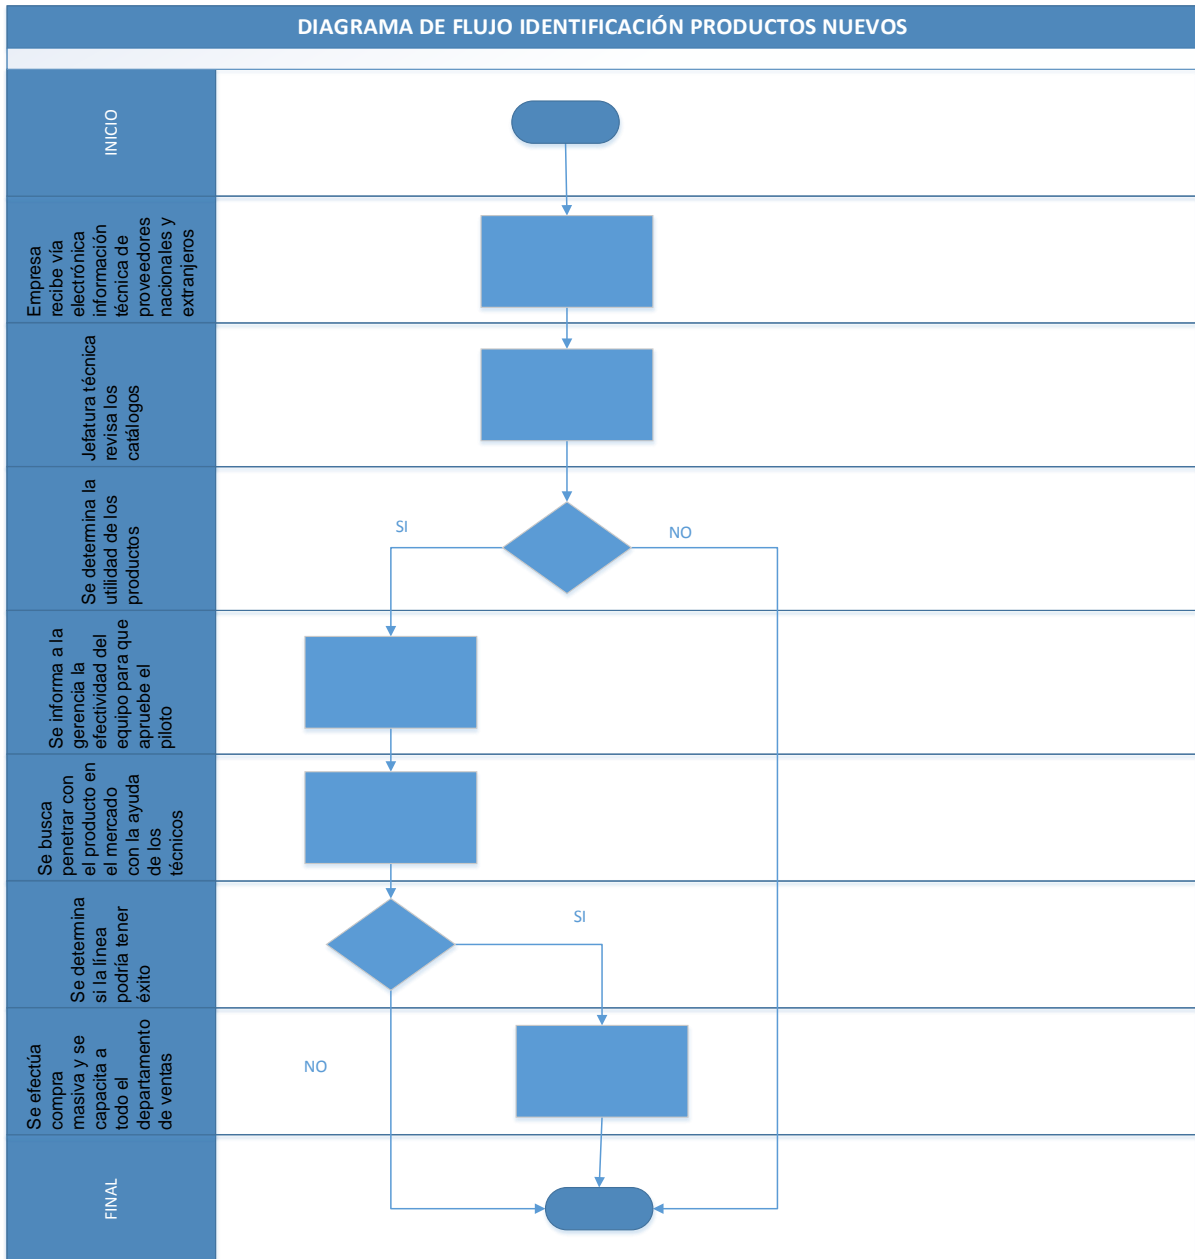 DIAGRAMA DE FLUJO IDENTIFICACIÓN PRODUCTOS NUEVOS
INICIO
Empresa
recibe vía
electrónica
información
técnica de
proveedores
nacionales y
extranjeros
Jefatura técnica
revisa los
catálogos
Se determina la
utilidad de los
productos
SI
NO
Se informa a la
gerencia la
efectividad del
equipo para que
apruebe el
piloto
Se busca
penetrar con
el producto en
el mercado
con la ayuda
de los
técnicos
Se determina
si la línea
podría tener
éxito
SI
Se efectúa
compra
masiva y se
capacita a
todo el
departamento
de ventas
NO
FINAL